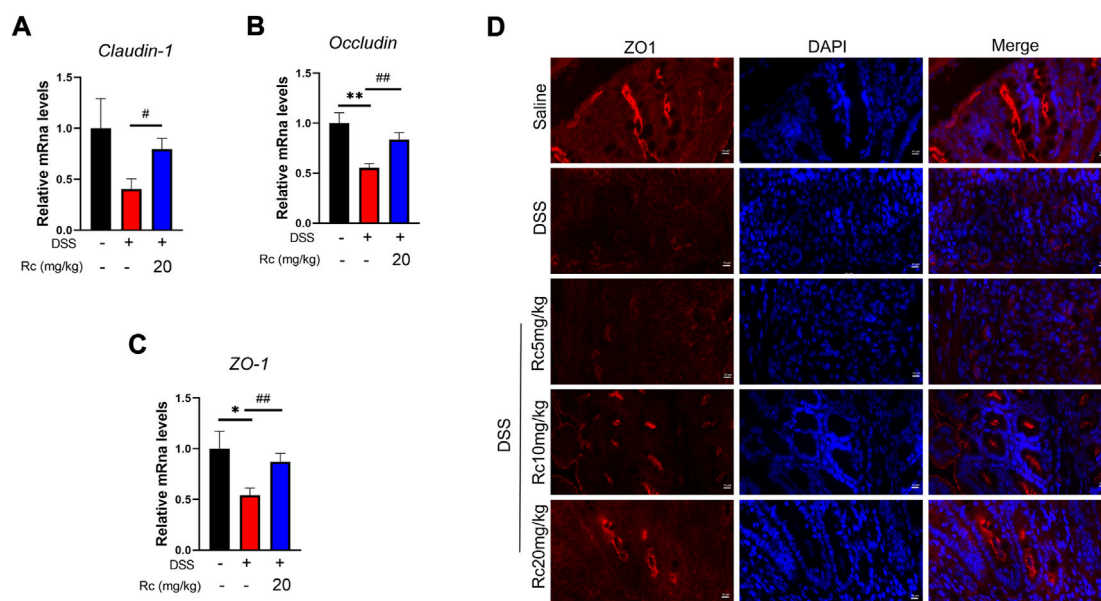 A
Claudin-1
Relative mRna levels
1.5
1.0
0.5
0.0
#
DSS - + +
Rc (mg/kg) - - 20
B
Occludin
Relative mRna levels
1.5
1.0
0.5
0.0
** ##
DSS - + +
Rc (mg/kg) - - 20
C
ZO-1
Relative mRna levels
1.5
1.0
0.5
0.0
* ##
DSS - + +
Rc (mg/kg) - - 20
D
ZO1 DAPI Merge
Saline
DSS
DSS
Rc5mg/kg
Rc10mg/kg
Rc20mg/kg